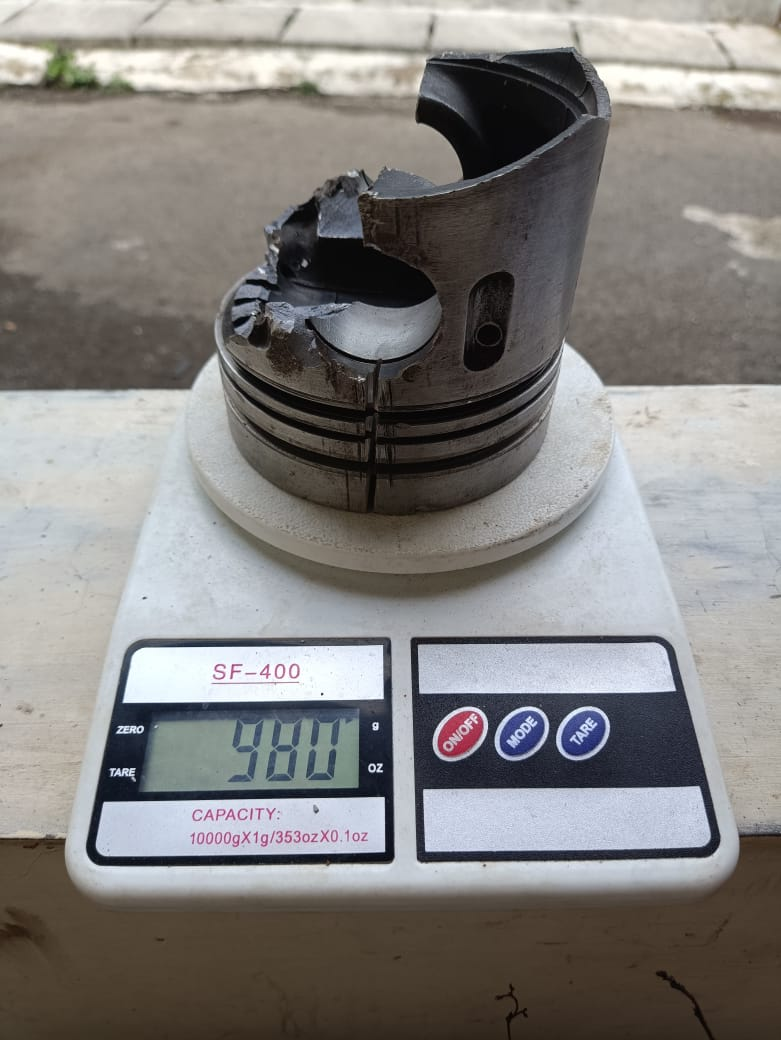 SF-400
ZERO
980
g
TARE
OZ
CAPACITY:
10000gX1g/353ozX0.1oz
ON/OFF
MODE
TARE